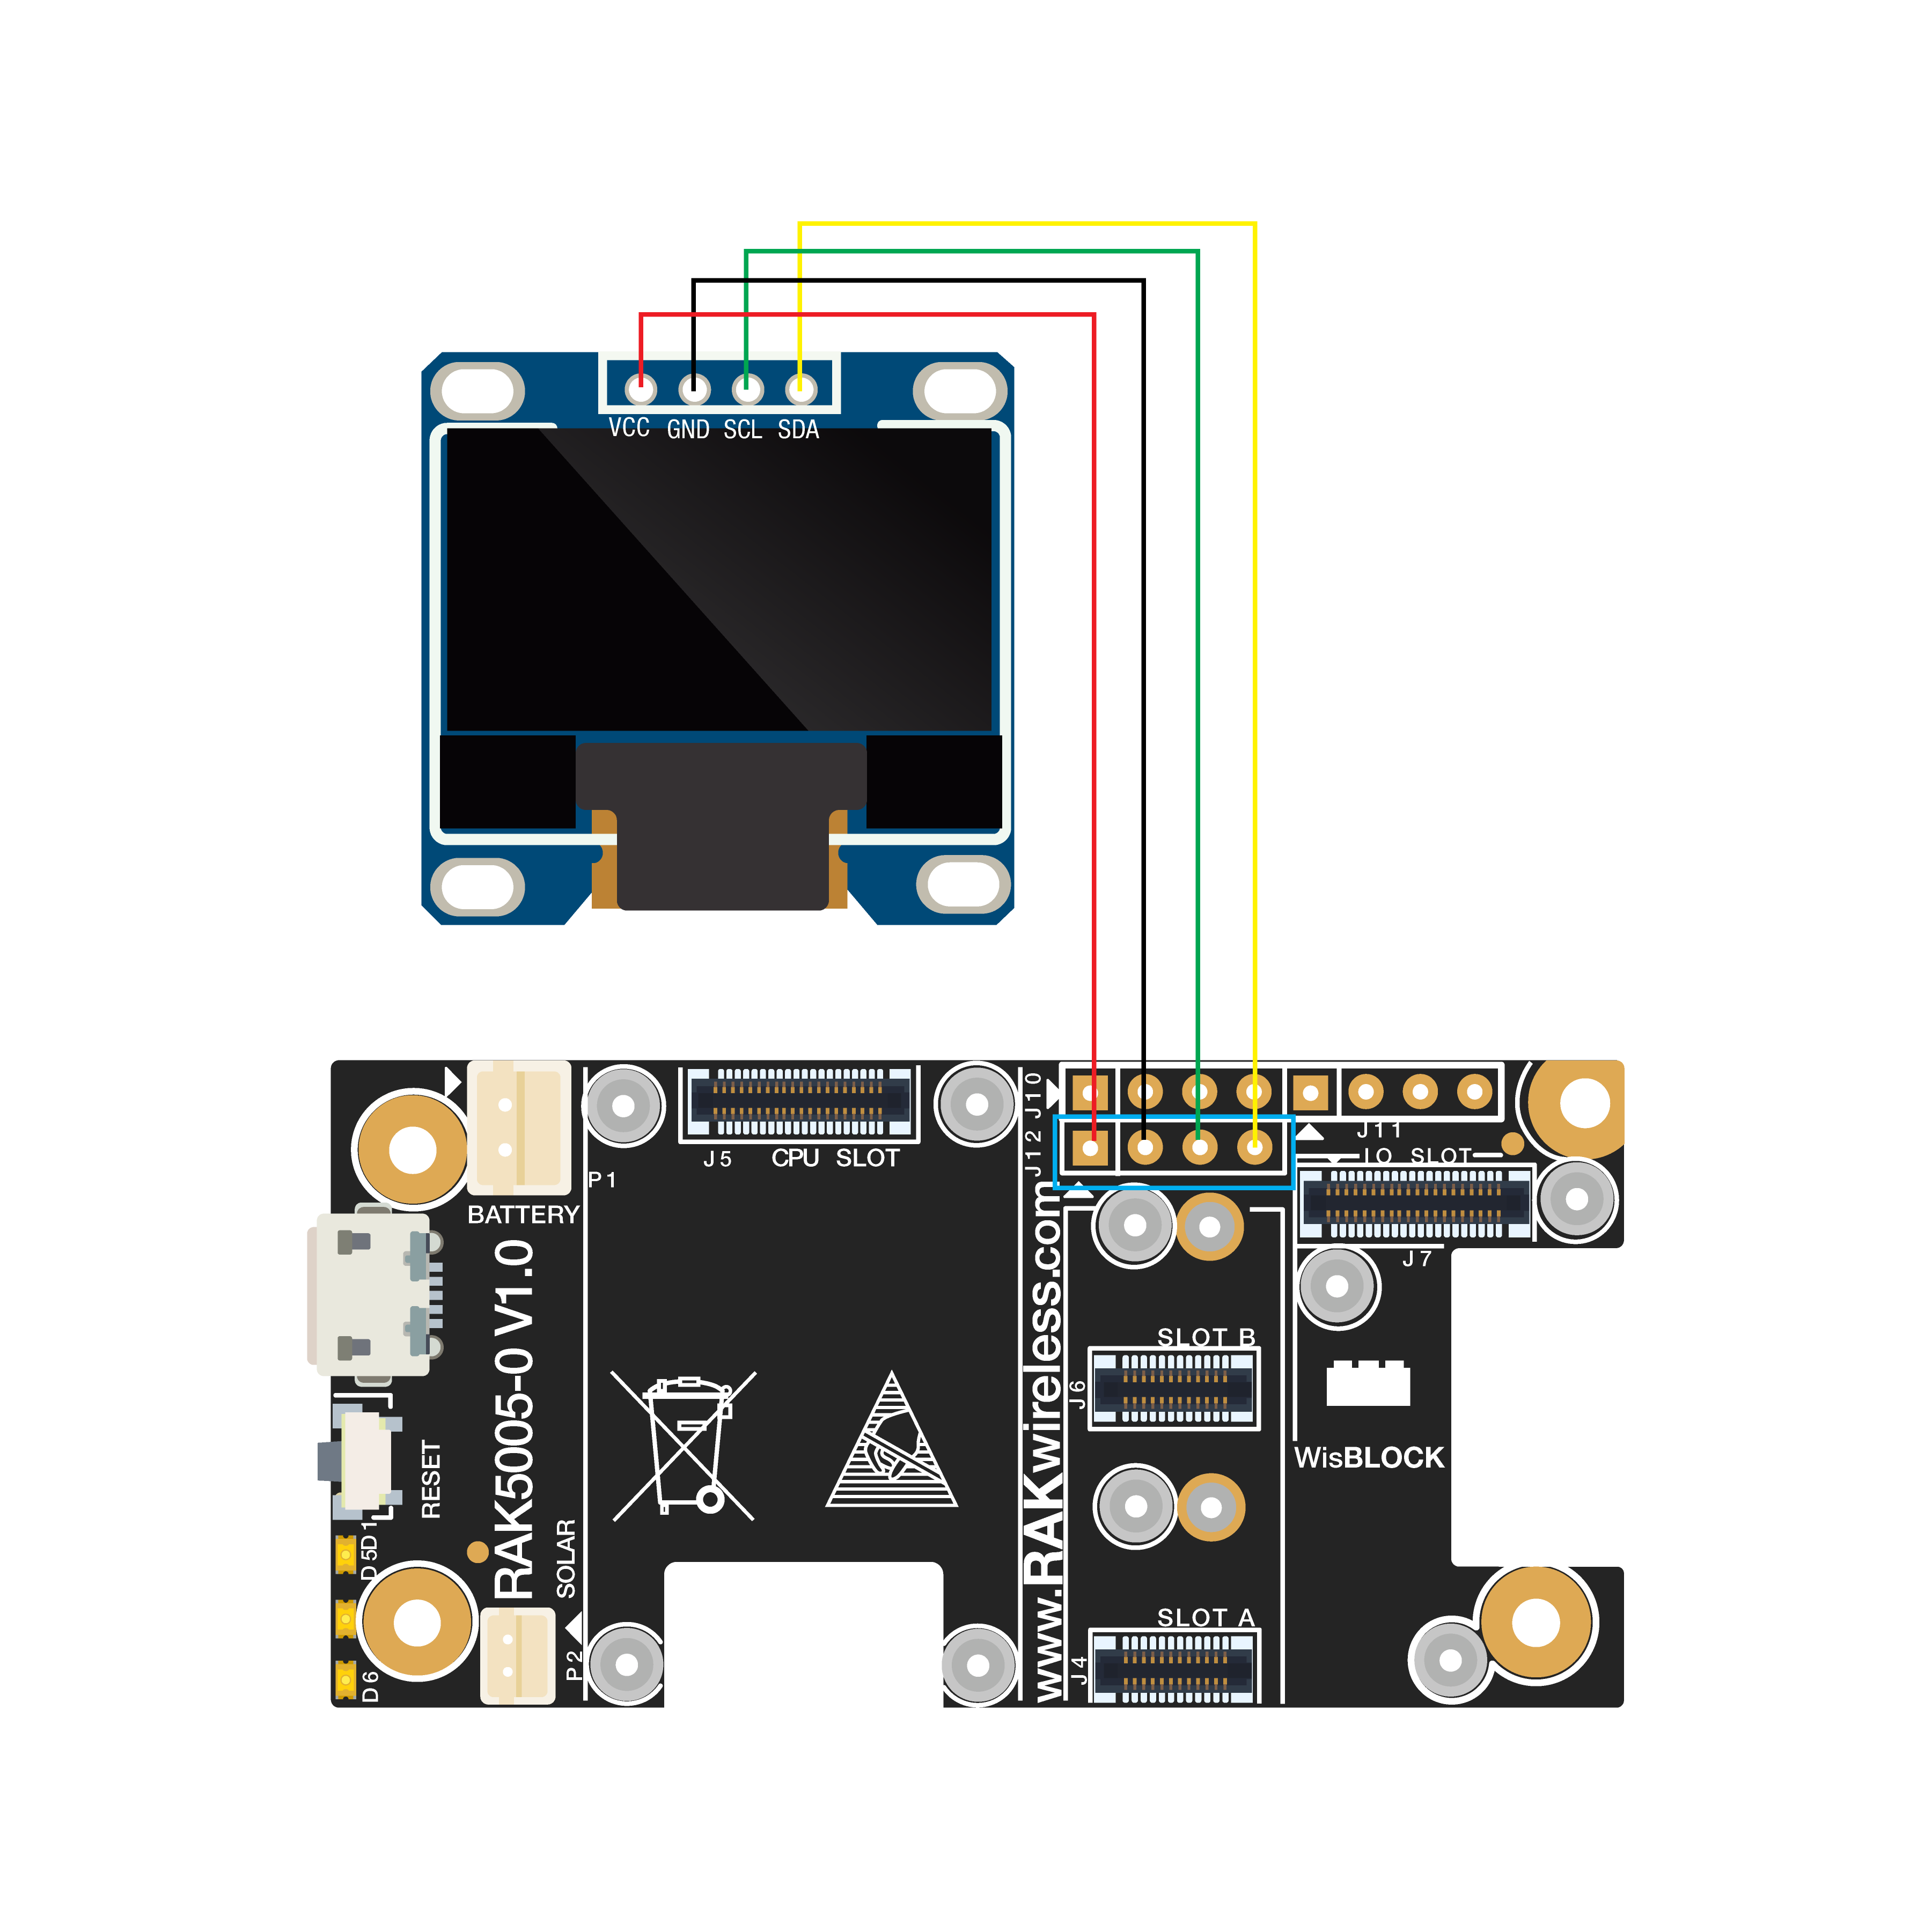 VCC GND SCL SDA
J10
J12
J11
J5 CPU SLOT
IO SLOT
P1
BATTERY
J7
RAK5005-0 V1.0
www.RAKwireless.com
SLOT B
J6
WisBLOCK
RESET
SOLAR
D1
D5
SLOT A
J4
P2
D6